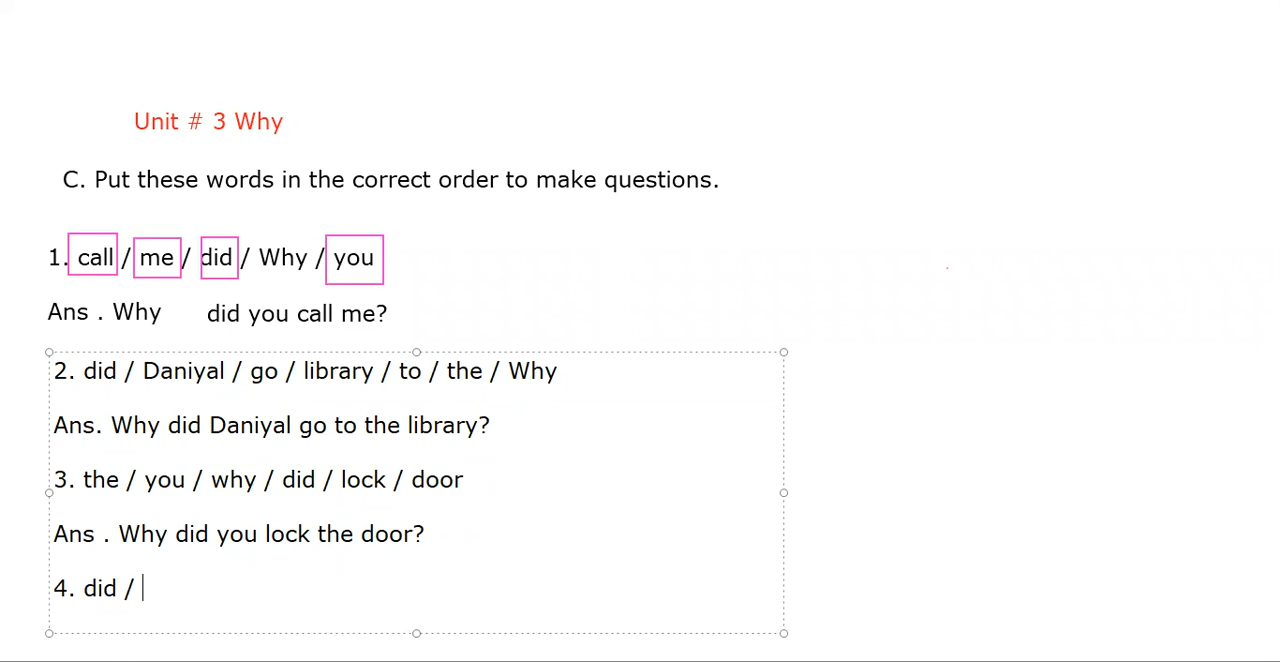 Unit # 3 Why
C. Put these words in the correct order to make questions.
1. call / me / did / Why / you
Ans . Why did you call me?
2. did / Daniyal / go / library / to / the / Why
Ans. Why did Daniyal go to the library?
3. the / you / why / did / lock / door
Ans . Why did you lock the door?
4. did /